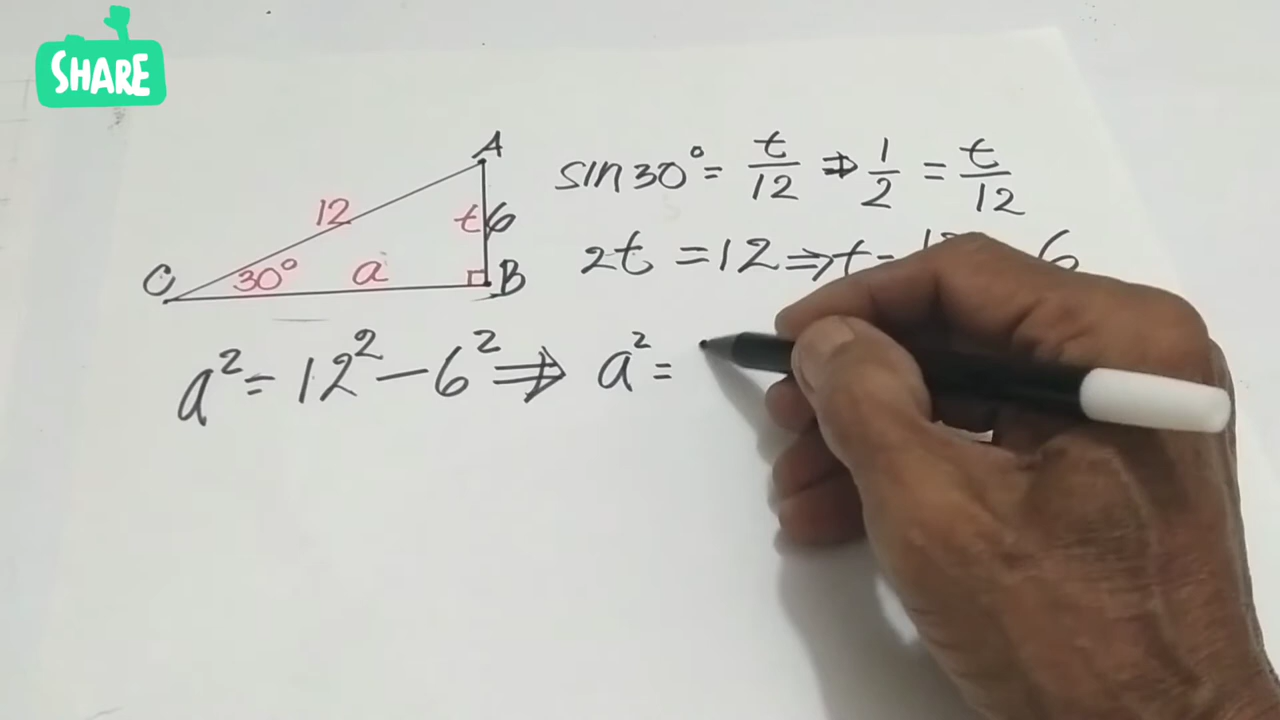 SHARE
A
sin 30° = t/12 ⇒ 1/2 = t/12
12
t 6
C 30° a B
2t = 12 ⇒ t = 6
a² = 12² - 6² ⇒ a² =